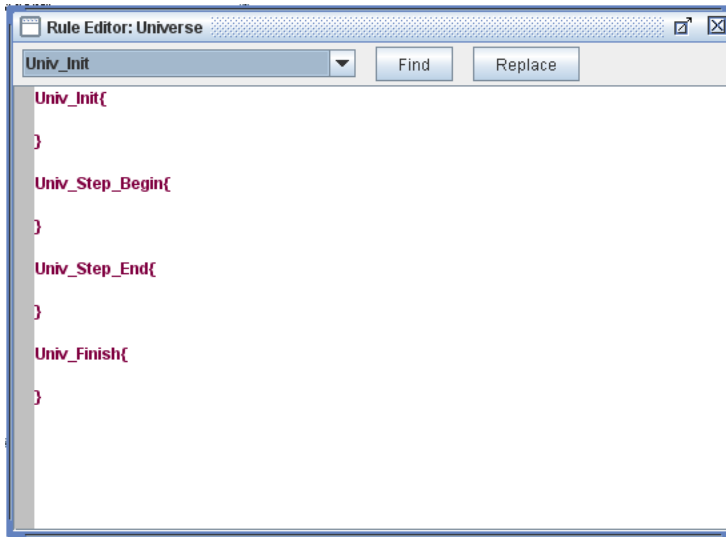 Rule Editor: Universe
Univ_Init Find Replace
Univ_Init{
}
Univ_Step_Begin{
}
Univ_Step_End{
}
Univ_Finish{
}